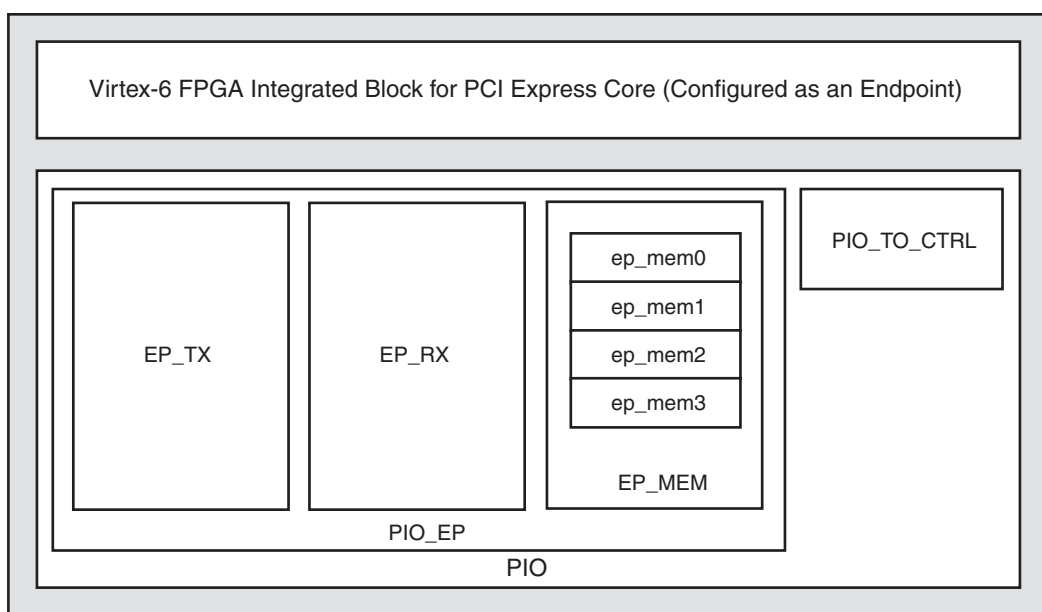 Virtex-6 FPGA Integrated Block for PCI Express Core (Configured as an Endpoint)
EP_TX
EP_RX
ep_mem0
ep_mem1
ep_mem2
ep_mem3
EP_MEM
PIO_TO_CTRL
PIO_EP
PIO